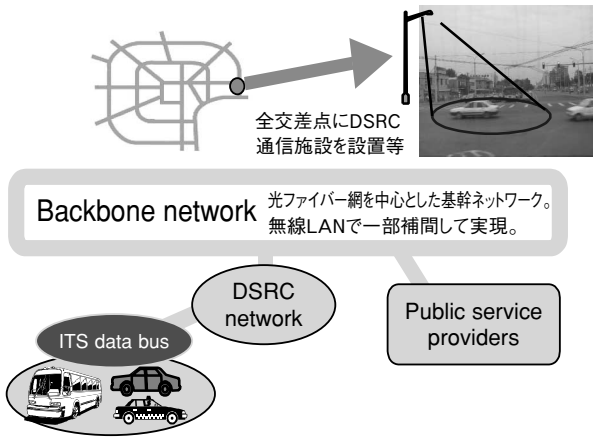 全交差点にDSRC
通信施設を設置等
Backbone network
光ファイバー網を中心とした基幹ネットワーク。
無線LANで一部補間して実現。
DSRC
network
Public service
providers
ITS data bus